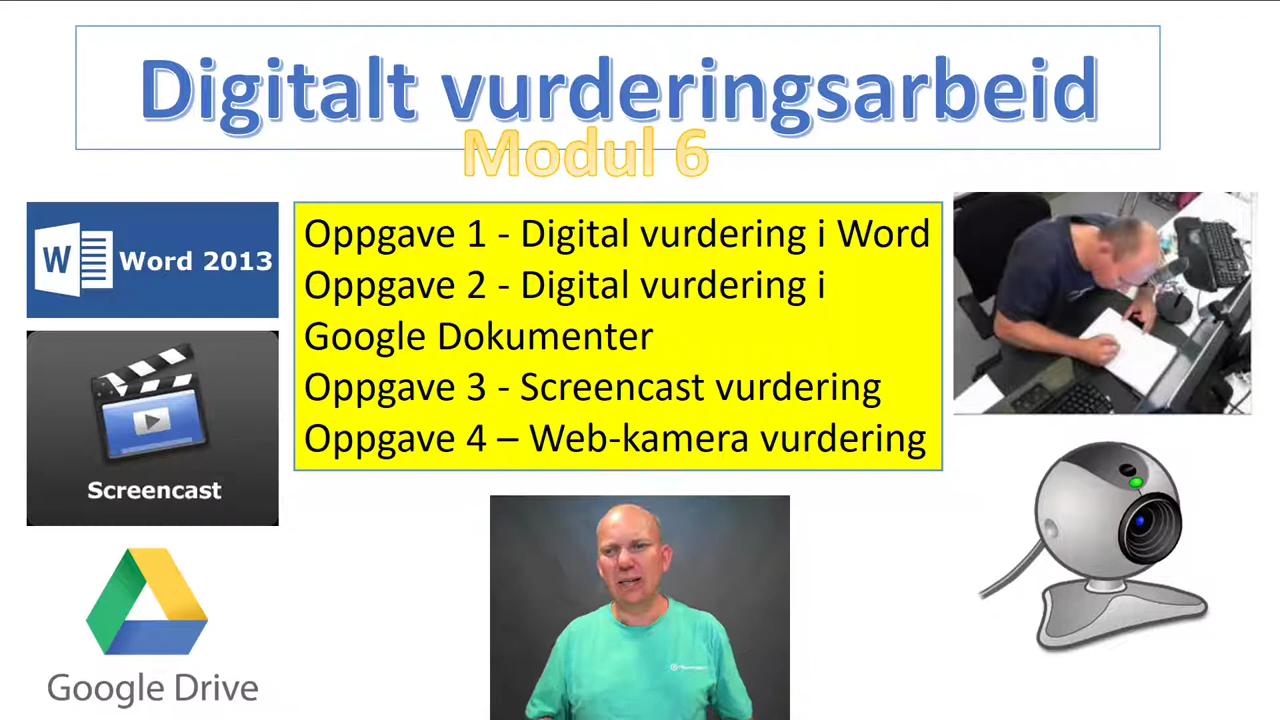 Digitalt vurderingsarbeid
Modul 6
W Word 2013
Oppgave 1 - Digital vurdering i Word
Oppgave 2 - Digital vurdering i
Google Dokumenter
Oppgave 3 - Screencast vurdering
Oppgave 4 – Web-kamera vurdering
Screencast
Google Drive